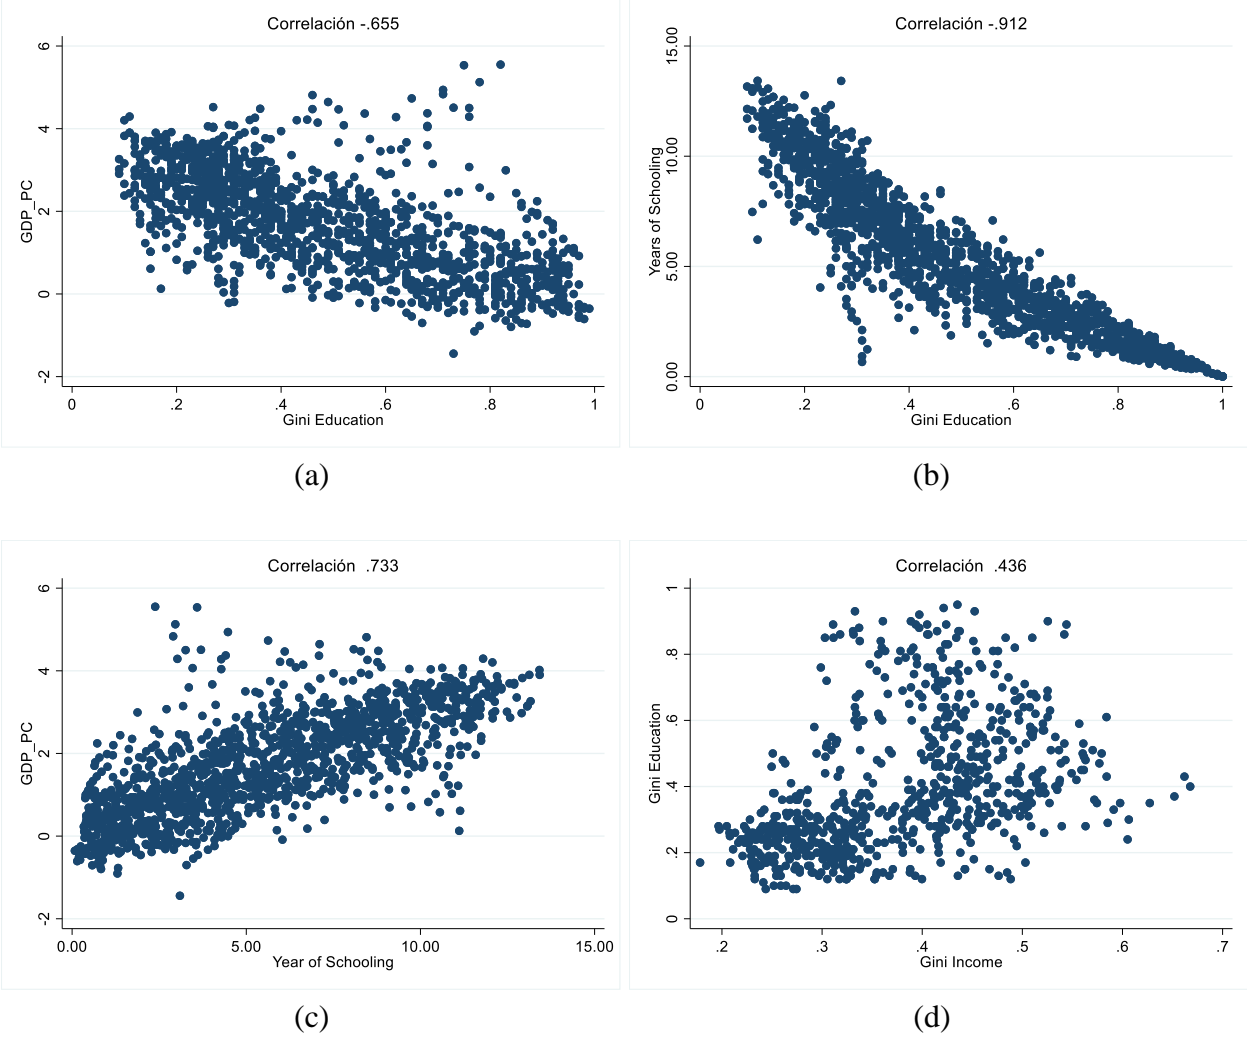 Correlación -.655
GDP_PC
6
4
2
0
-2
0 .2 .4 .6 .8 1
Gini Education
(a)
Correlación -.912
Years of Schooling
15.00
10.00
5.00
0.00
0 .2 .4 .6 .8 1
Gini Education
(b)
Correlación .733
GDP_PC
6
4
2
0
-2
0.00 5.00 10.00 15.00
Year of Schooling
(c)
Correlación .436
Gini Education
1
.8
.6
.4
.2
0
.2 .3 .4 .5 .6 .7
Gini Income
(d)